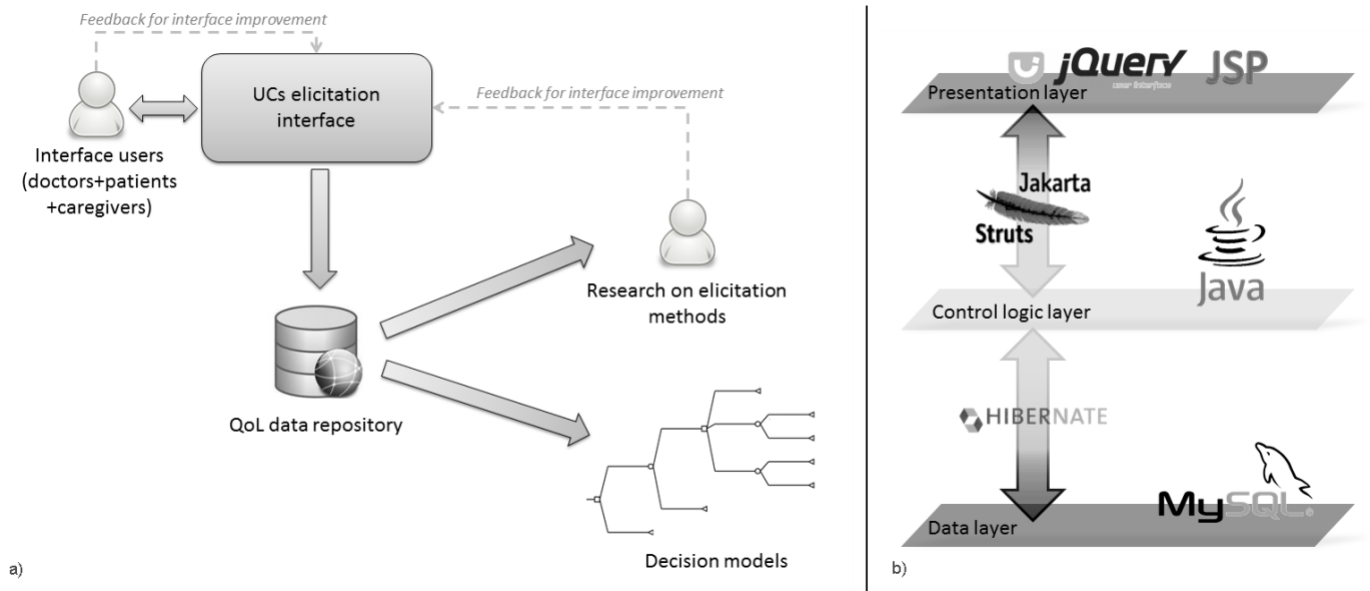 Feedback for interface improvement
UCs elicitation
interface
Feedback for interface improvement
Interface users
(doctors+patients
+caregivers)
Research on elicitation
methods
QoL data repository
Decision models
a)
jQuery
user interface
JSP
Presentation layer
Jakarta
Struts
Java
Control logic layer
HIBERNATE
MySQL.
Data layer
b)